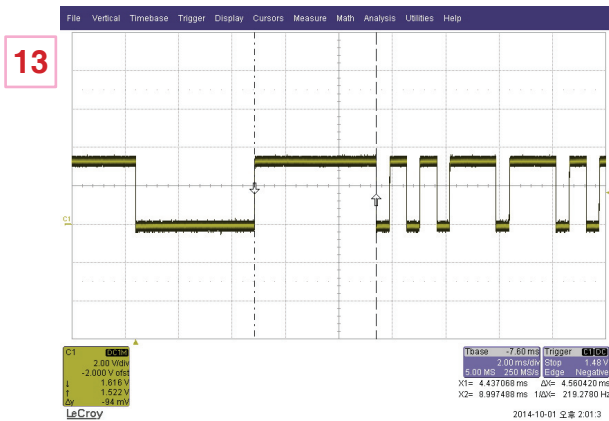 File Vertical Timebase Trigger Display Cursors Measure Math Analysis Utilities Help
13
C1
C1 DC1M
2.00 V/div
-2.000 V ofst
↓ 1.616 V
↑ 1.522 V
Δy -94 mV
Tbase -7.60 ms
2.00 ms/div
5.00 MS 250 MS/s
Trigger C1 DC
Stop 1.48 V
Edge Negative
X1= 4.437068 ms ΔX= 4.560420 ms
X2= 8.997488 ms 1/ΔX= 219.2780 Hz
LeCroy
2014-10-01 오후 2:01:3